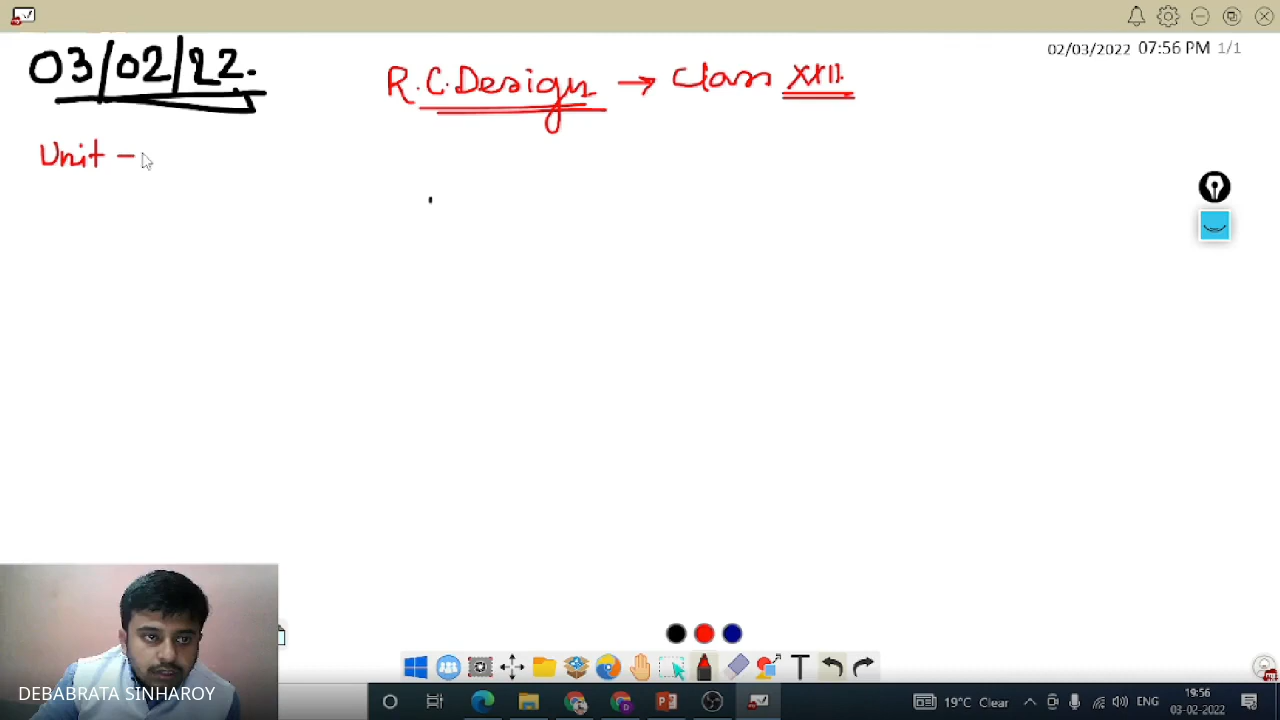 02/03/2022 07:56 PM 1/1
03/02/22.
R.C.Design → Class XXII.
Unit -
DEBABRATA SINHAROY
T
19°C Clear
ENG
19:56
03-02-2022